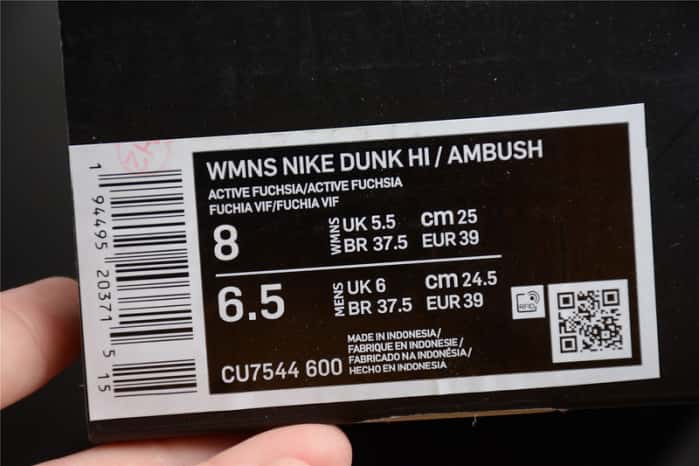 WMNS NIKE DUNK HI / AMBUSH
ACTIVE FUCHSIA/ACTIVE FUCHSIA
FUCHIA VIF/FUCHIA VIF
8 WMNS UK 5.5 cm 25
BR 37.5 EUR 39
6.5 MENS UK 6 cm 24.5
BR 37.5 EUR 39
MADE IN INDONESIA/
FABRIQUE EN INDONESIE/
FABRICADO NA INDONÉSIA/
HECHO EN INDONESIA
CU7544 600
1 94495 20371 5 15